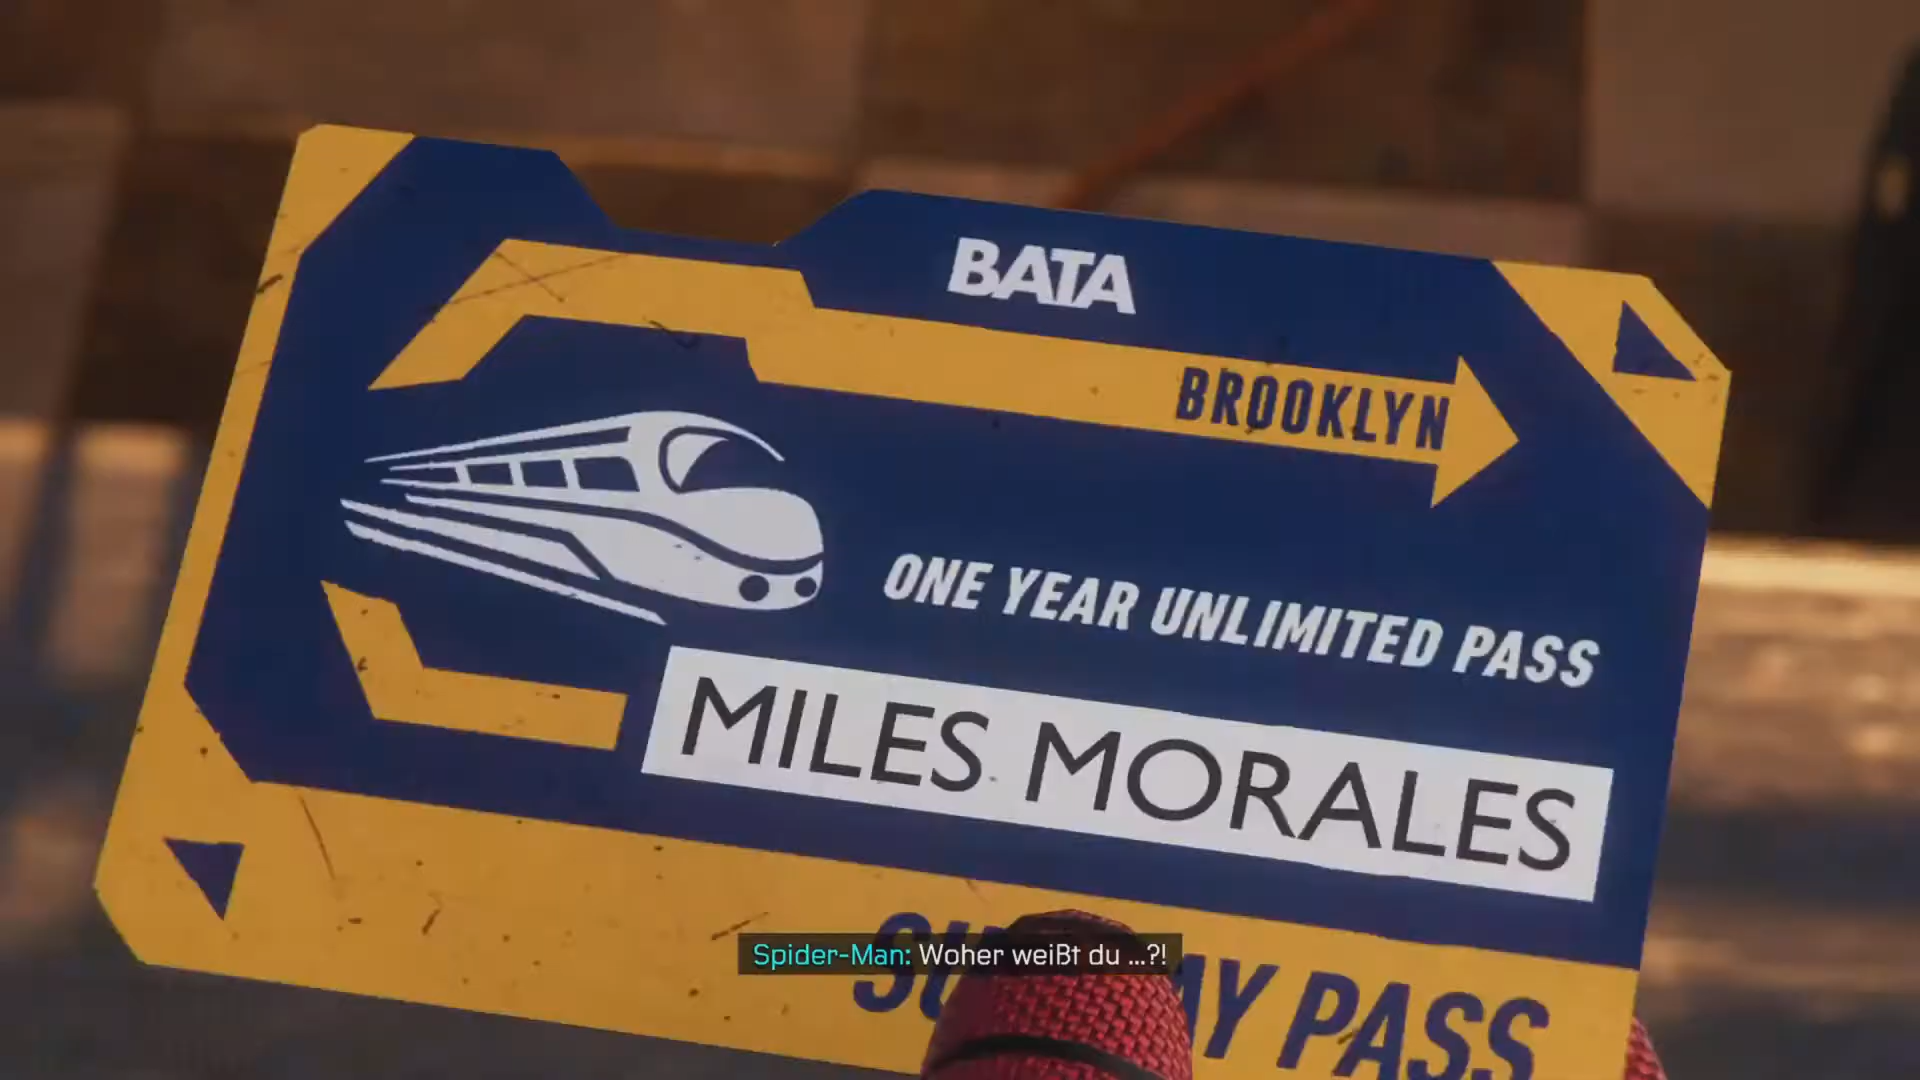 BATA
BROOKLYN
ONE YEAR UNLIMITED PASS
MILES MORALES
PASS
Spider-Man: Woher weißt du ...?!